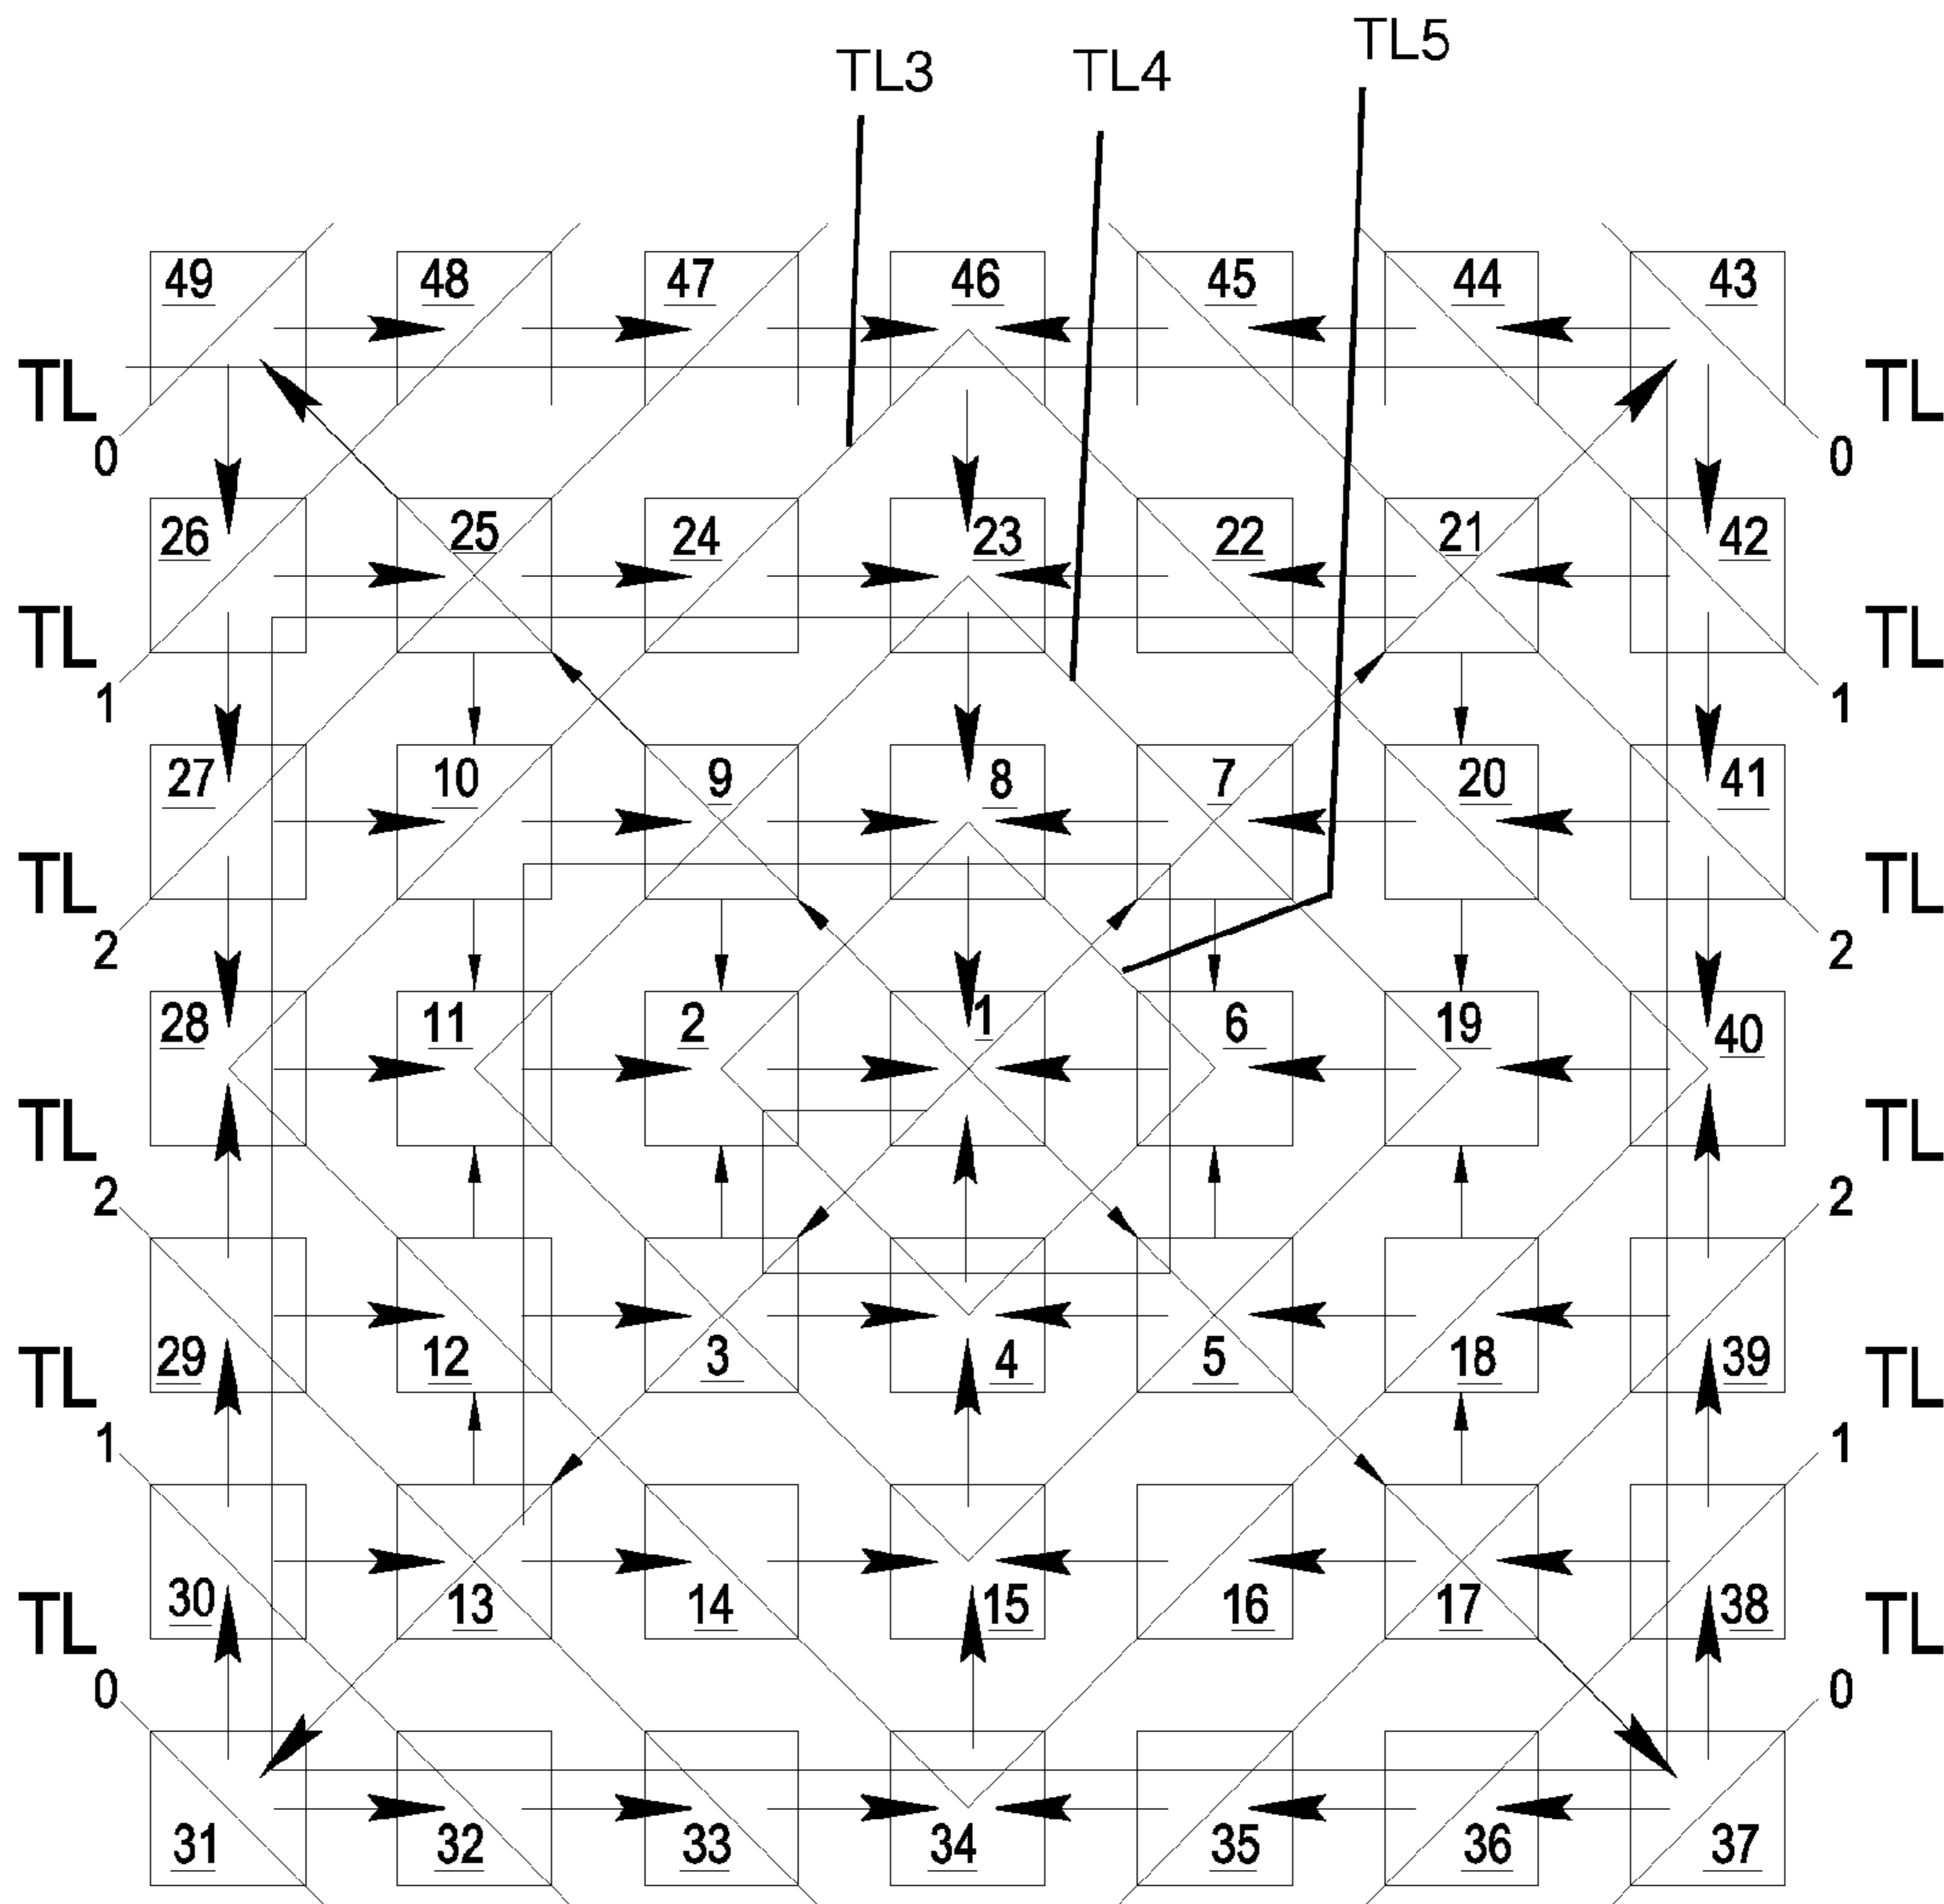 TL3 TL4 TL5
49 48 47 46 45 44 43
TL0 TL0
26 25 24 23 22 21 42
TL1 TL1
27 10 9 8 7 20 41
TL2 TL2
28 11 2 1 6 19 40
TL2 TL2
29 12 3 4 5 18 39
TL1 TL1
30 13 14 15 16 17 38
TL0 TL0
31 32 33 34 35 36 37